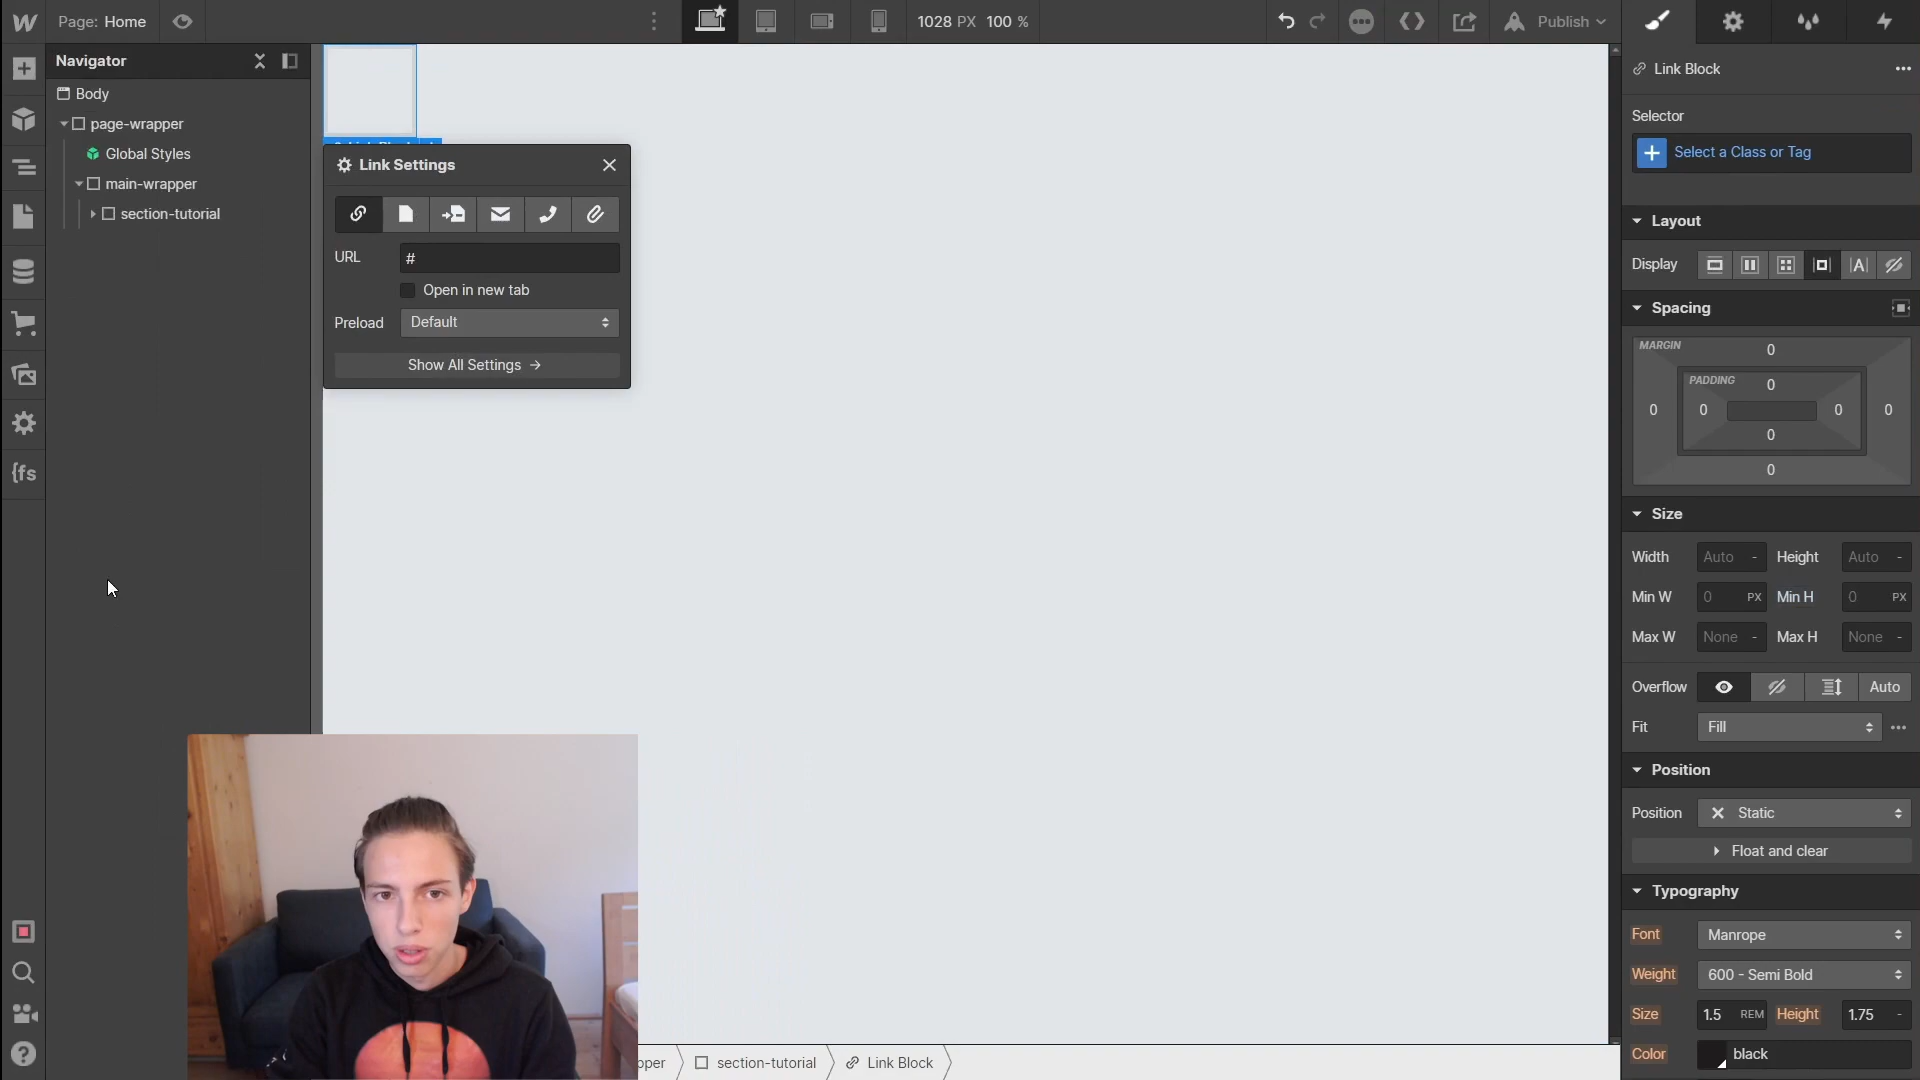 Page: Home
1028 PX 100 %
Publish
Navigator
Body
page-wrapper
Global Styles
main-wrapper
section-tutorial
{fs
Link Settings
URL #
Open in new tab
Preload Default
Show All Settings →
section-tutorial
Link Block
Link Block
Selector
Select a Class or Tag
Layout
Display
Spacing
MARGIN
0
PADDING
0
0 0 0 0
0
0
Size
Width Auto - Height Auto -
Min W 0 PX Min H 0 PX
Max W None - Max H None -
Overflow Auto
Fit Fill
Position
Position Static
Float and clear
Typography
Font Manrope
Weight 600 - Semi Bold
Size 1.5 REM Height 1.75 -
Color black